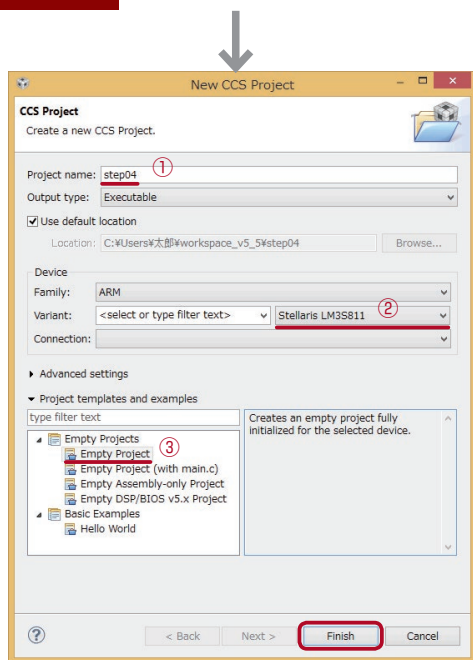 New CCS Project
CCS Project
Create a new CCS Project.
Project name: step04 ①
Output type: Executable
Use default location
Location: C:¥Users¥太郎¥workspace_v5_5¥step04 Browse...
Device
Family: ARM
Variant: <select or type filter text> Stellaris LM3S811 ②
Connection:
Advanced settings
Project templates and examples
type filter text
Creates an empty project fully
initialized for the selected device.
Empty Projects
Empty Project ③
Empty Project (with main.c)
Empty Assembly-only Project
Empty DSP/BIOS v5.x Project
Basic Examples
Hello World
? < Back Next > Finish Cancel